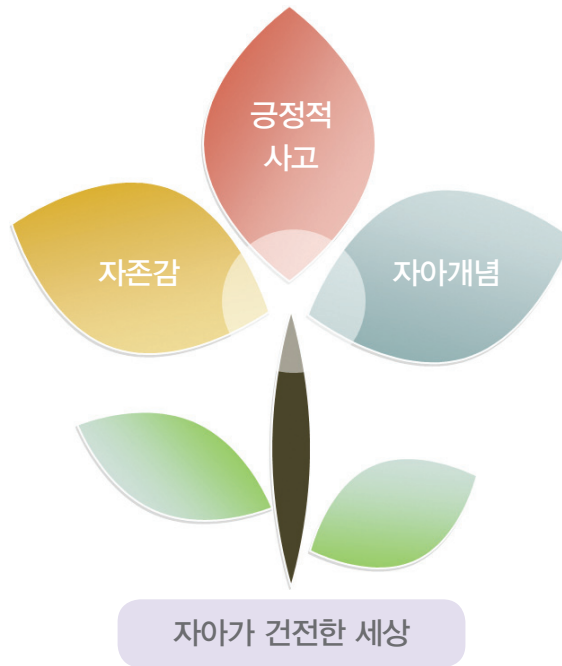 긍정적
사고
자존감
자아개념
자아가 건전한 세상